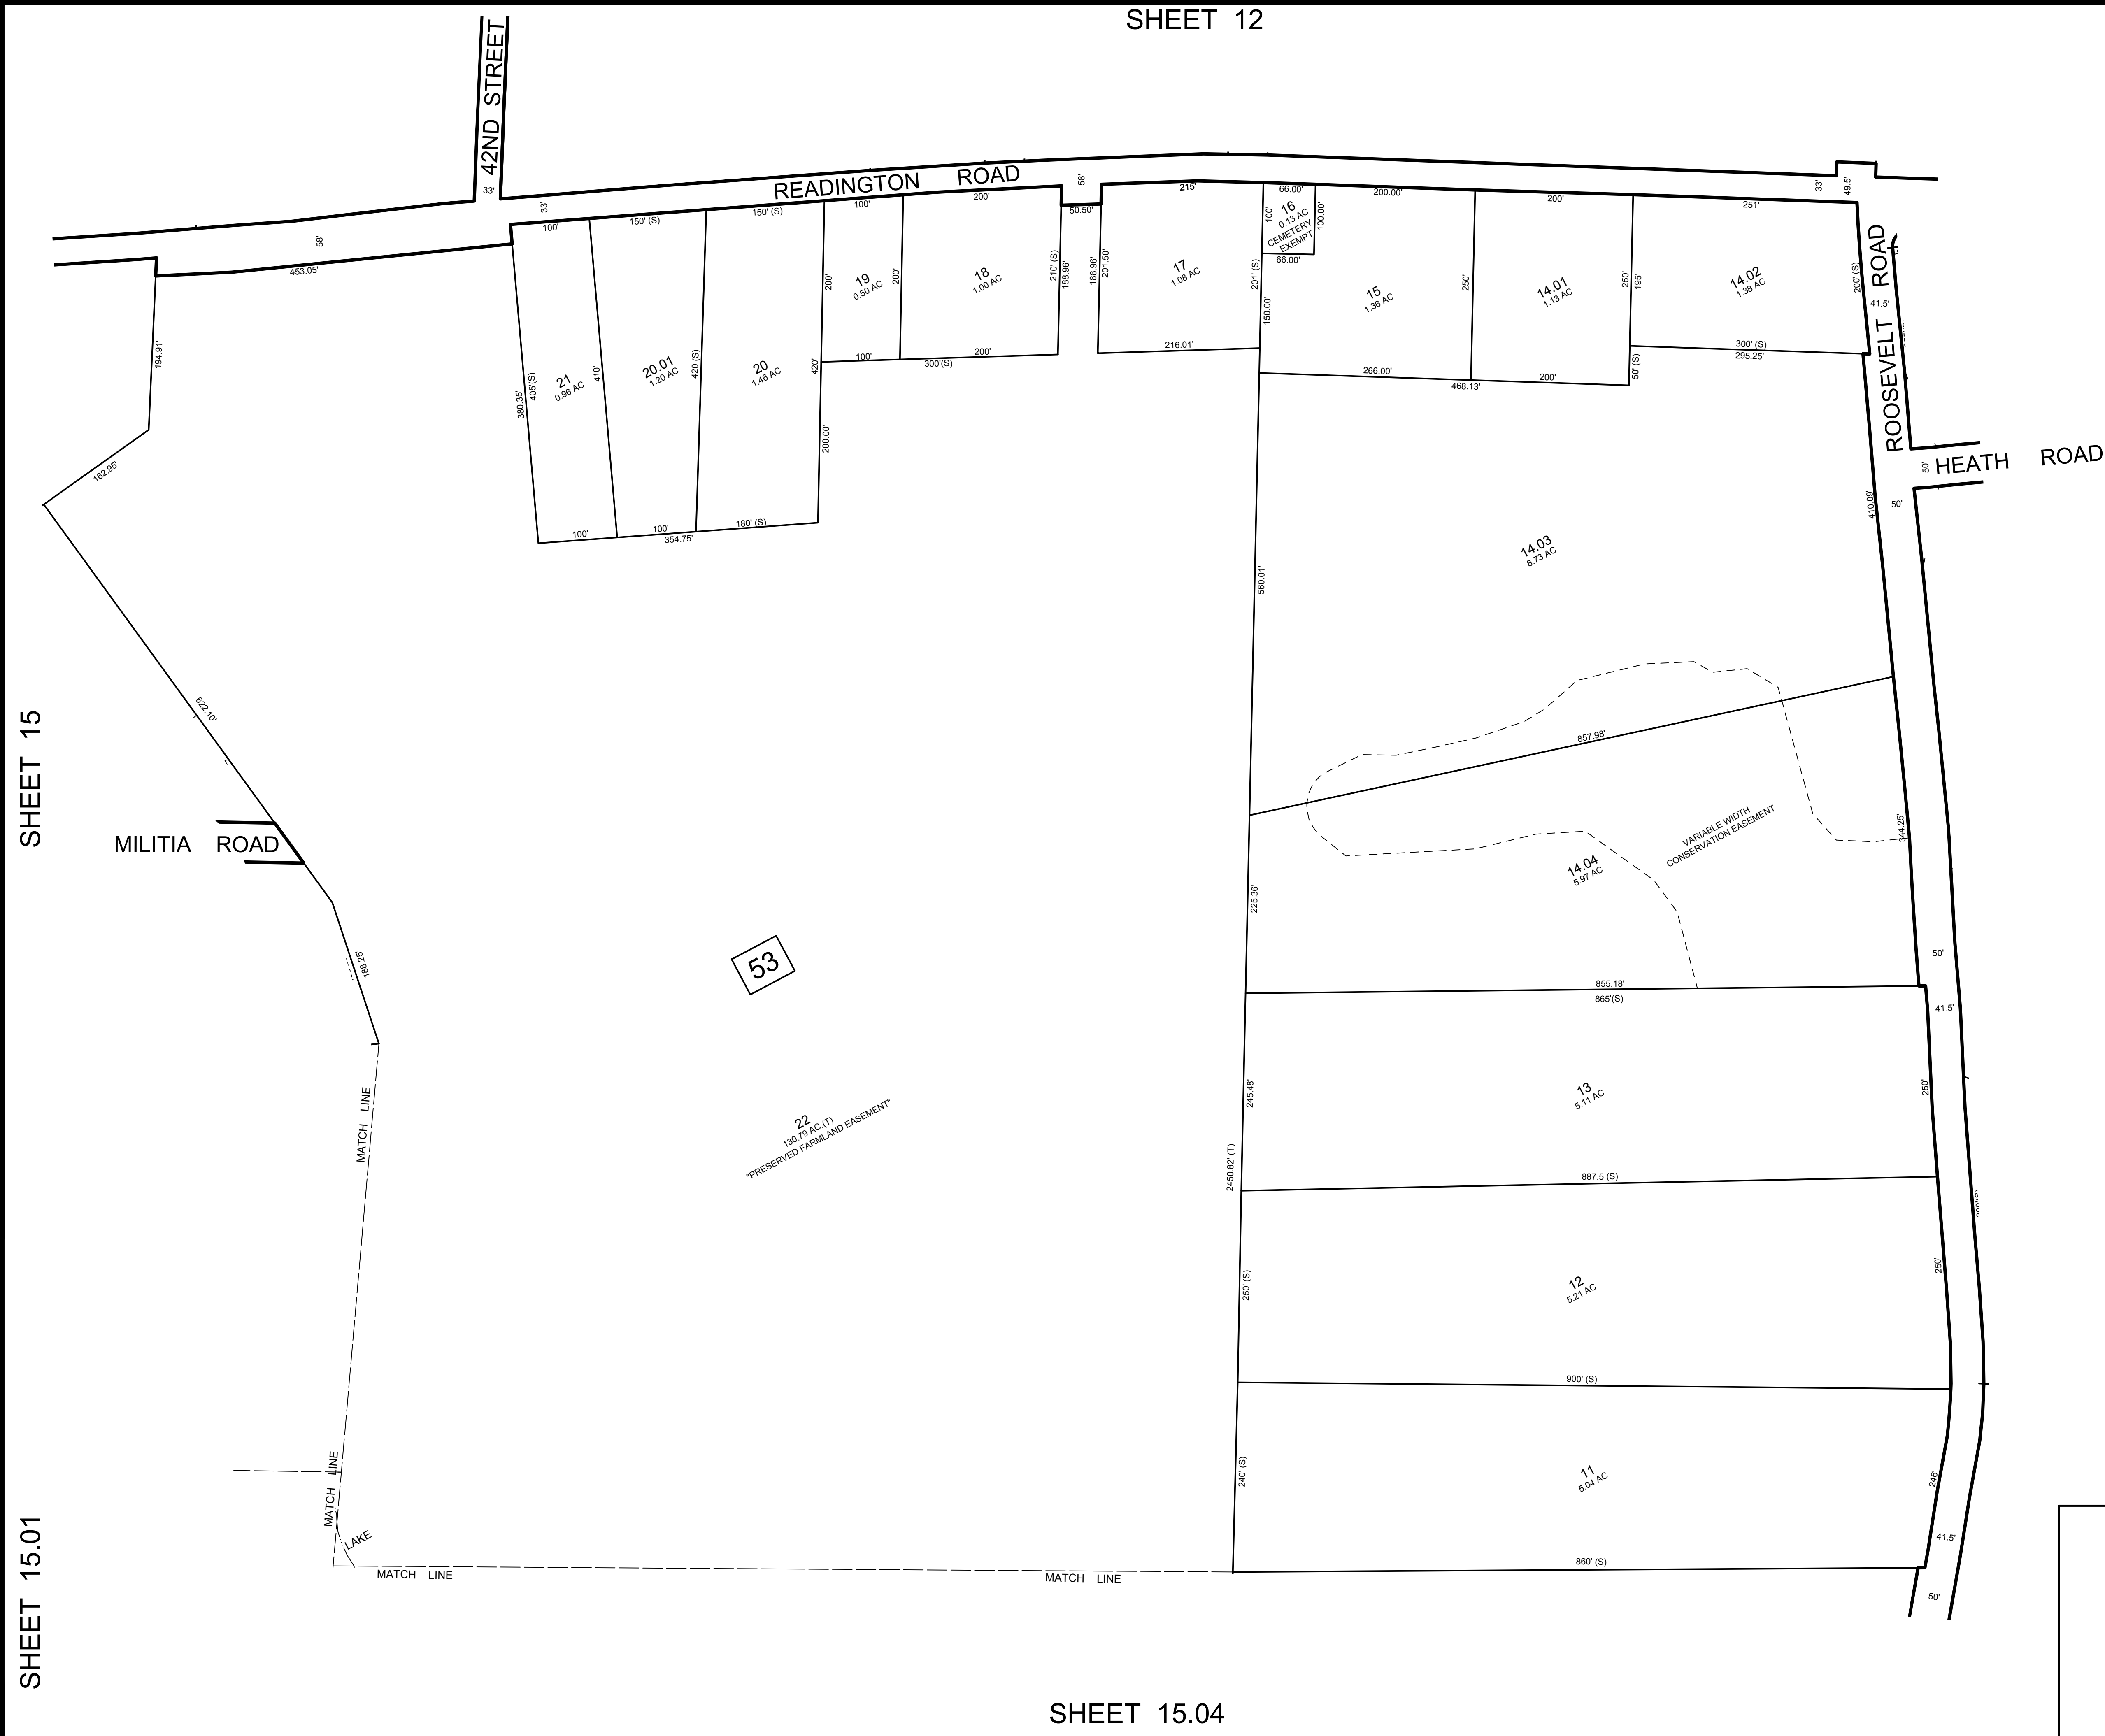 SHEET 12
42ND STREET
33'
READINGTON ROAD
33'
58'
58'
453.05'
100'
150' (S)
150' (S)
100'
200'
50.50'
215'
66.00'
200.00'
200'
251'
33'
49.5'
194.91'
162.95'
622.10'
188.25'
380.35'
405'(S)
21
0.96 AC
410'
20.01
1.20 AC
420 (S)
20
1.46 AC
200'
420'
200.00'
19
0.50 AC
200'
18
1.00 AC
210' (S)
188.96'
188.96'
201.50'
17
1.08 AC
201' (S)
100'
150.00'
16
0.13 AC
CEMETERY
EXEMPT
100.00'
66.00'
15
1.36 AC
250'
14.01
1.13 AC
250'
195'
14.02
1.38 AC
200' (S)
41.5'
ROOSEVELT ROAD
100'
200'
300'(S)
216.01'
266.00'
468.13'
200'
50' (S)
300' (S)
295.25'
100'
100'
180' (S)
354.75'
50'
HEATH ROAD
50'
410.09'
14.03
8.73 AC
560.01'
857.98'
VARIABLE WIDTH
CONSERVATION EASEMENT
344.25'
14.04
5.97 AC
225.36'
50'
855.18'
865'(S)
41.5'
SHEET 15
MILITIA ROAD
53
MATCH LINE
22
130.79 AC.(T)
"PRESERVED FARMLAND EASEMENT"
245.48'
13
5.11 AC
250'
2450.82' (T)
887.5 (S)
250' (S)
12
5.21 AC
250'
900' (S)
240' (S)
11
5.04 AC
246'
41.5'
860' (S)
50'
MATCH LINE
LAKE
MATCH LINE
MATCH LINE
SHEET 15.01
SHEET 15.04